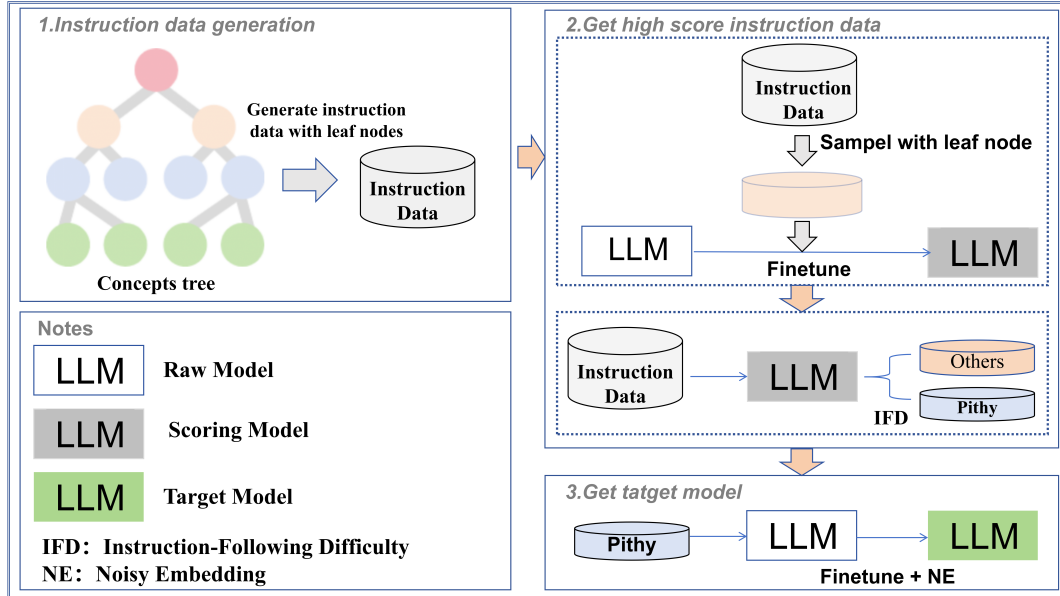 1.Instruction data generation
Generate instruction
data with leaf nodes
Instruction
Data
Concepts tree
Notes
LLM
Raw Model
LLM
Scoring Model
LLM
Target Model
IFD： Instruction-Following Difficulty
NE： Noisy Embedding
2.Get high score instruction data
Instruction
Data
Sampel with leaf node
LLM
Finetune
LLM
Instruction
Data
LLM
Others
Pithy
IFD
3.Get tatget model
Pithy
LLM
LLM
Finetune + NE